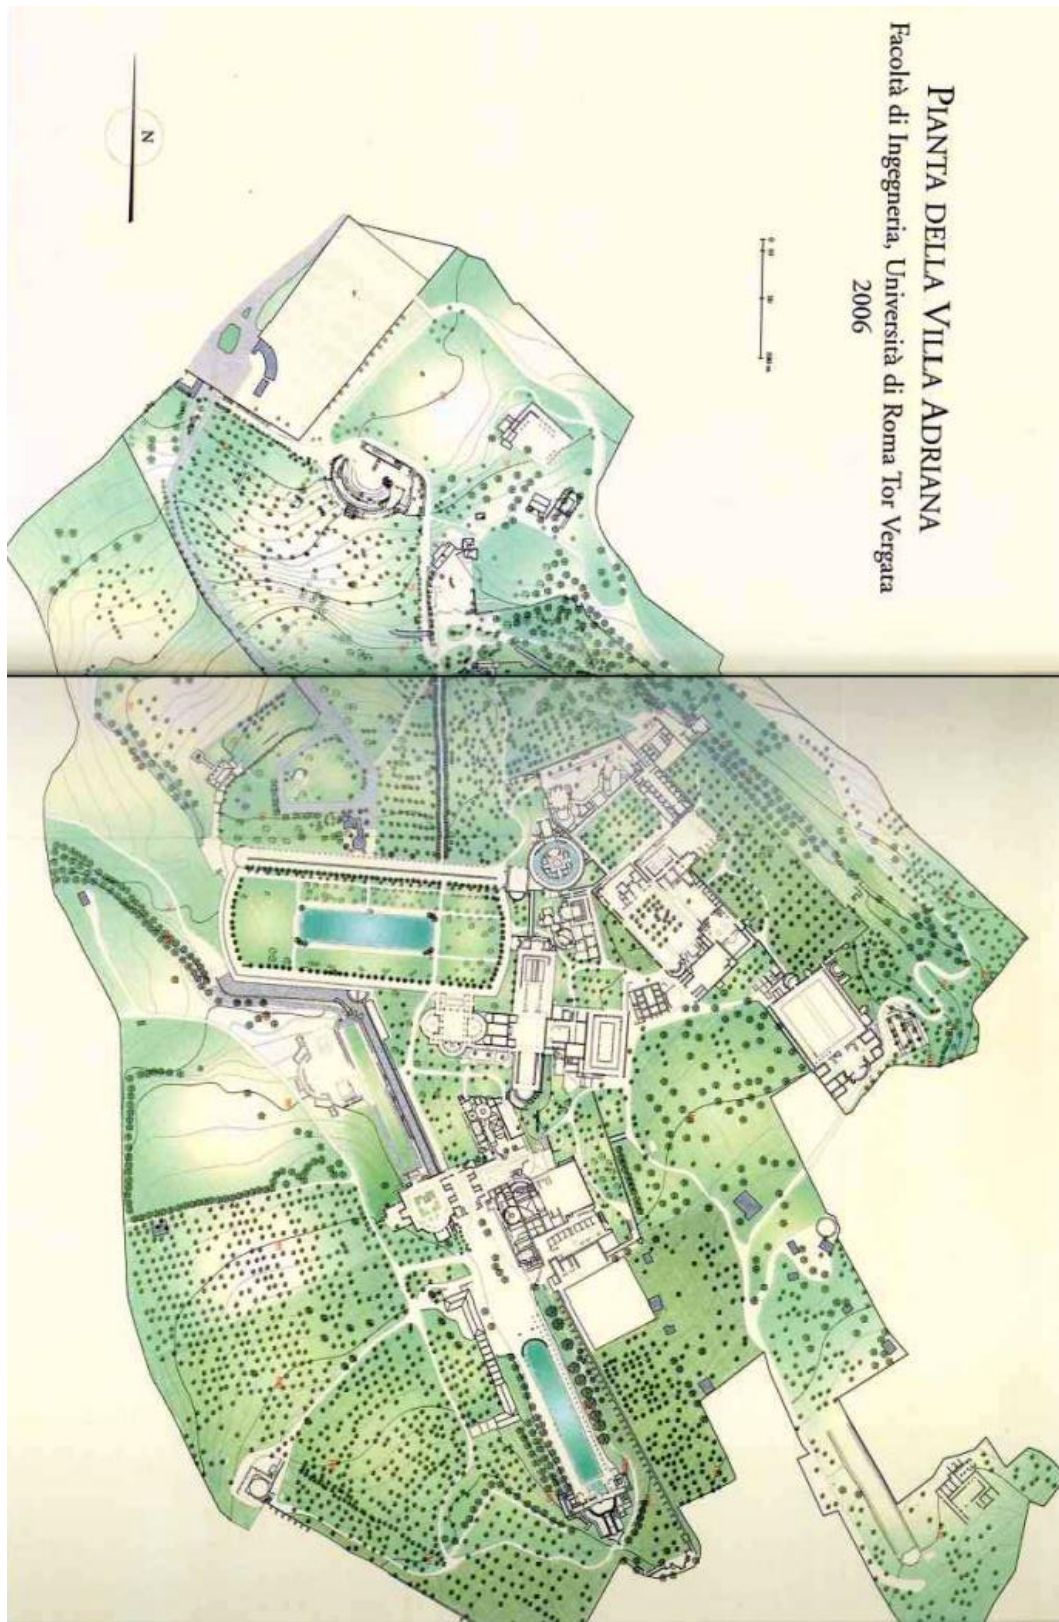 PIANTA DELLA VILLA ADRIANA
Facoltà di Ingegneria, Università di Roma Tor Vergata
2006
N